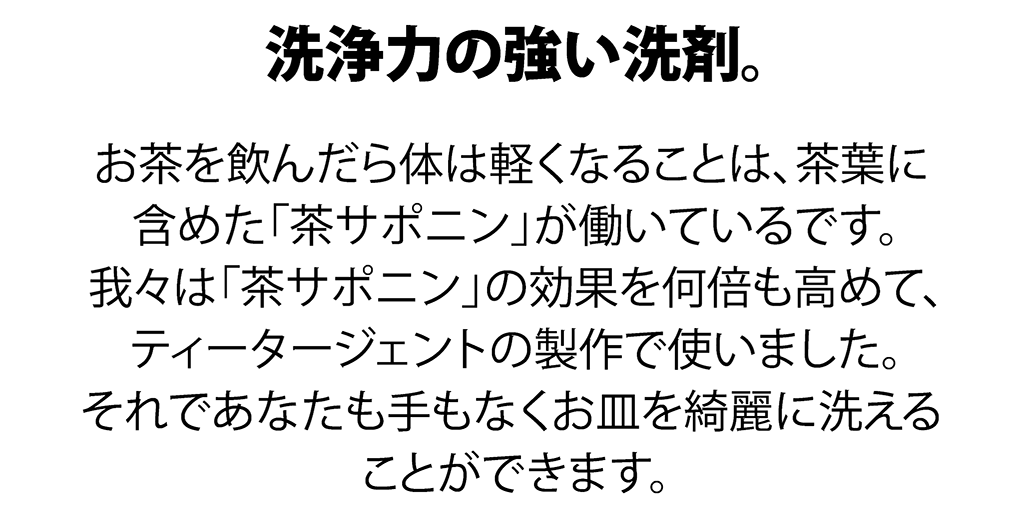 洗浄力の強い洗剤。
お茶を飲んだら体は軽くなることは、茶葉に
含めた「茶サポニン」が働いているです。
我々は「茶サポニン」の効果を何倍も高めて、
ティータージェントの製作で使いました。
それであなたも手もなくお皿を綺麗に洗える
ことができます。